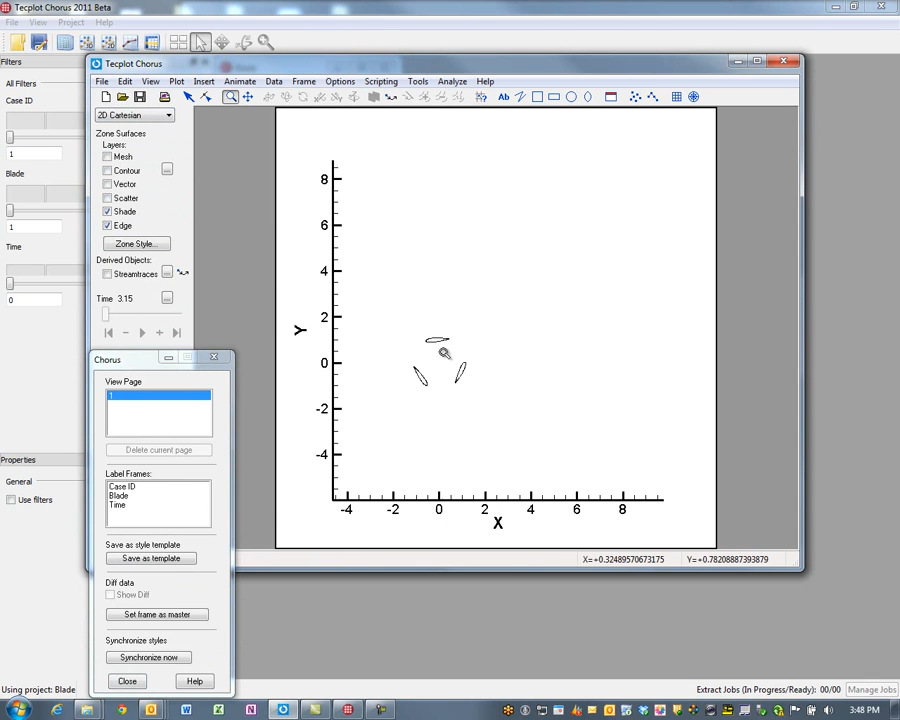 Tecplot Chorus 2011 Beta
File View Project Help
Filters
All Filters
Case ID
1
Blade
1
Time
0
Properties
General
Use filters
Using project: Blade
Extract Jobs (In Progress/Ready): 00/00 Manage Jobs
Tecplot Chorus
File Edit View Plot Insert Animate Data Frame Options Scripting Tools Analyze Help
Ab
2D Cartesian
Zone Surfaces
Layers:
Mesh
Contour ...
Vector
Scatter
Shade
Edge
Zone Style...
Derived Objects:
Streamtraces ...
Time 3.15 ...
8
6
4
2
0
-2
-4
Y
-4 -2 0 2 4 6 8
X
X=+0.32489570673175 Y=+0.78208887393879
Chorus
View Page
1
Delete current page
Label Frames:
Case ID
Blade
Time
Save as style template
Save as template
Diff data
Show Diff
Set frame as master
Synchronize styles
Synchronize now
Close Help
3:48 PM